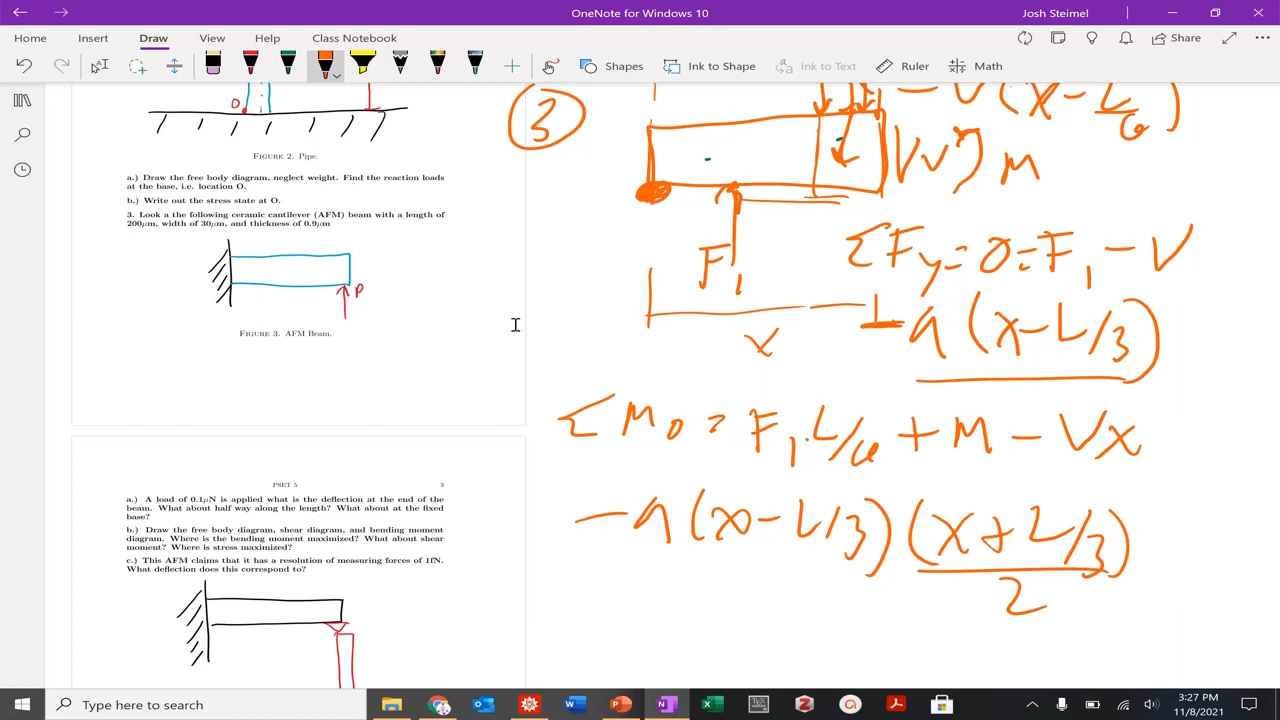 OneNote for Windows 10
Josh Steimel
Home Insert Draw View Help Class Notebook
Share
Shapes Ink to Shape Ink to Text Ruler Math
O
FIGURE 2. Pipe.
a.) Draw the free body diagram, neglect weight. Find the reaction loads
at the base, i.e. location O.
b.) Write out the stress state at O.
3. Look a the following ceramic cantilever (AFM) beam with a length of
200μm, width of 30μm, and thickness of 0.9μm
P
FIGURE 3. AFM Beam.
PSET 5 3
a.) A load of 0.1μN is applied what is the deflection at the end of the
beam. What about half way along the length? What about at the fixed
base?
b.) Draw the free body diagram, shear diagram, and bending moment
diagram. Where is the bending moment maximized? What about shear
moment? Where is stress maximized?
c.) This AFM claims that it has a resolution of measuring forces of 1fN.
What deflection does this correspond to?
3
(x - L/6)
V M
F1
ΣFy = 0 = F1 - V
- q (x - L/3)
x
ΣM0 = F1 · L/6 + M - Vx
- q (x - L/3) (x + L/3)
2
Type here to search
3:27 PM
11/8/2021